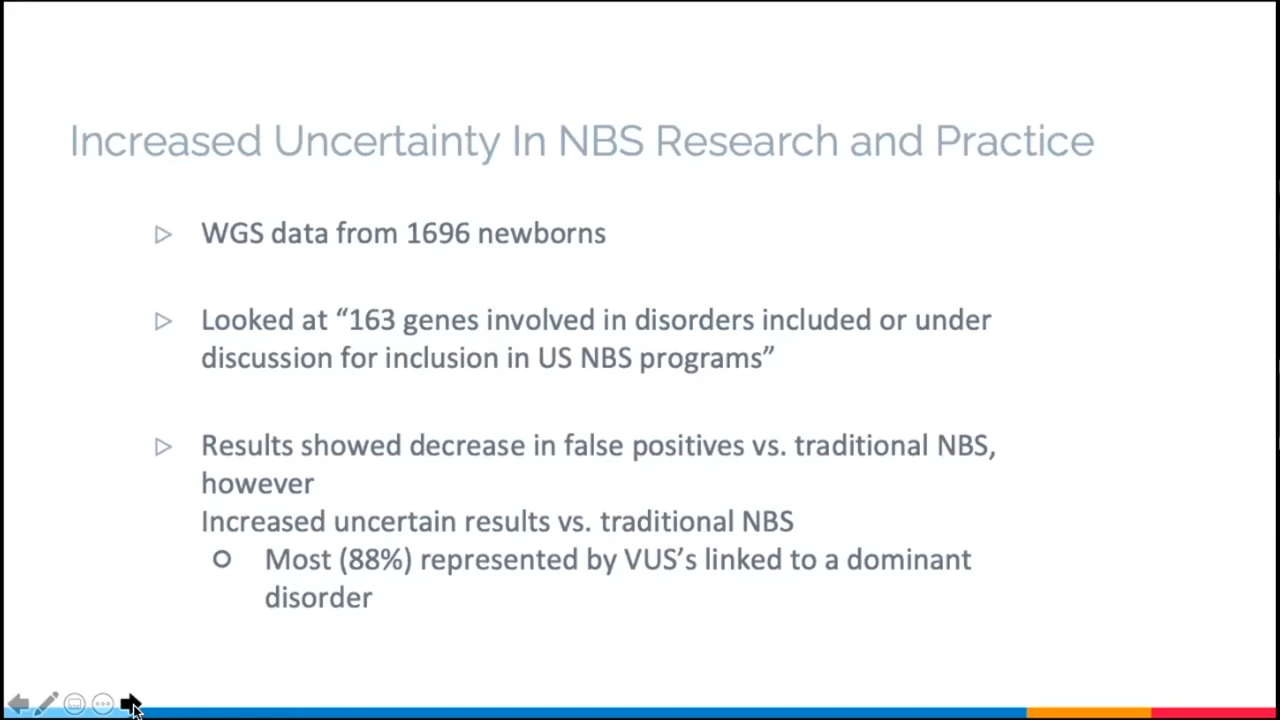 Increased Uncertainty In NBS Research and Practice
WGS data from 1696 newborns
Looked at “163 genes involved in disorders included or under
discussion for inclusion in US NBS programs”
Results showed decrease in false positives vs. traditional NBS,
however
Increased uncertain results vs. traditional NBS
Most (88%) represented by VUS’s linked to a dominant
disorder